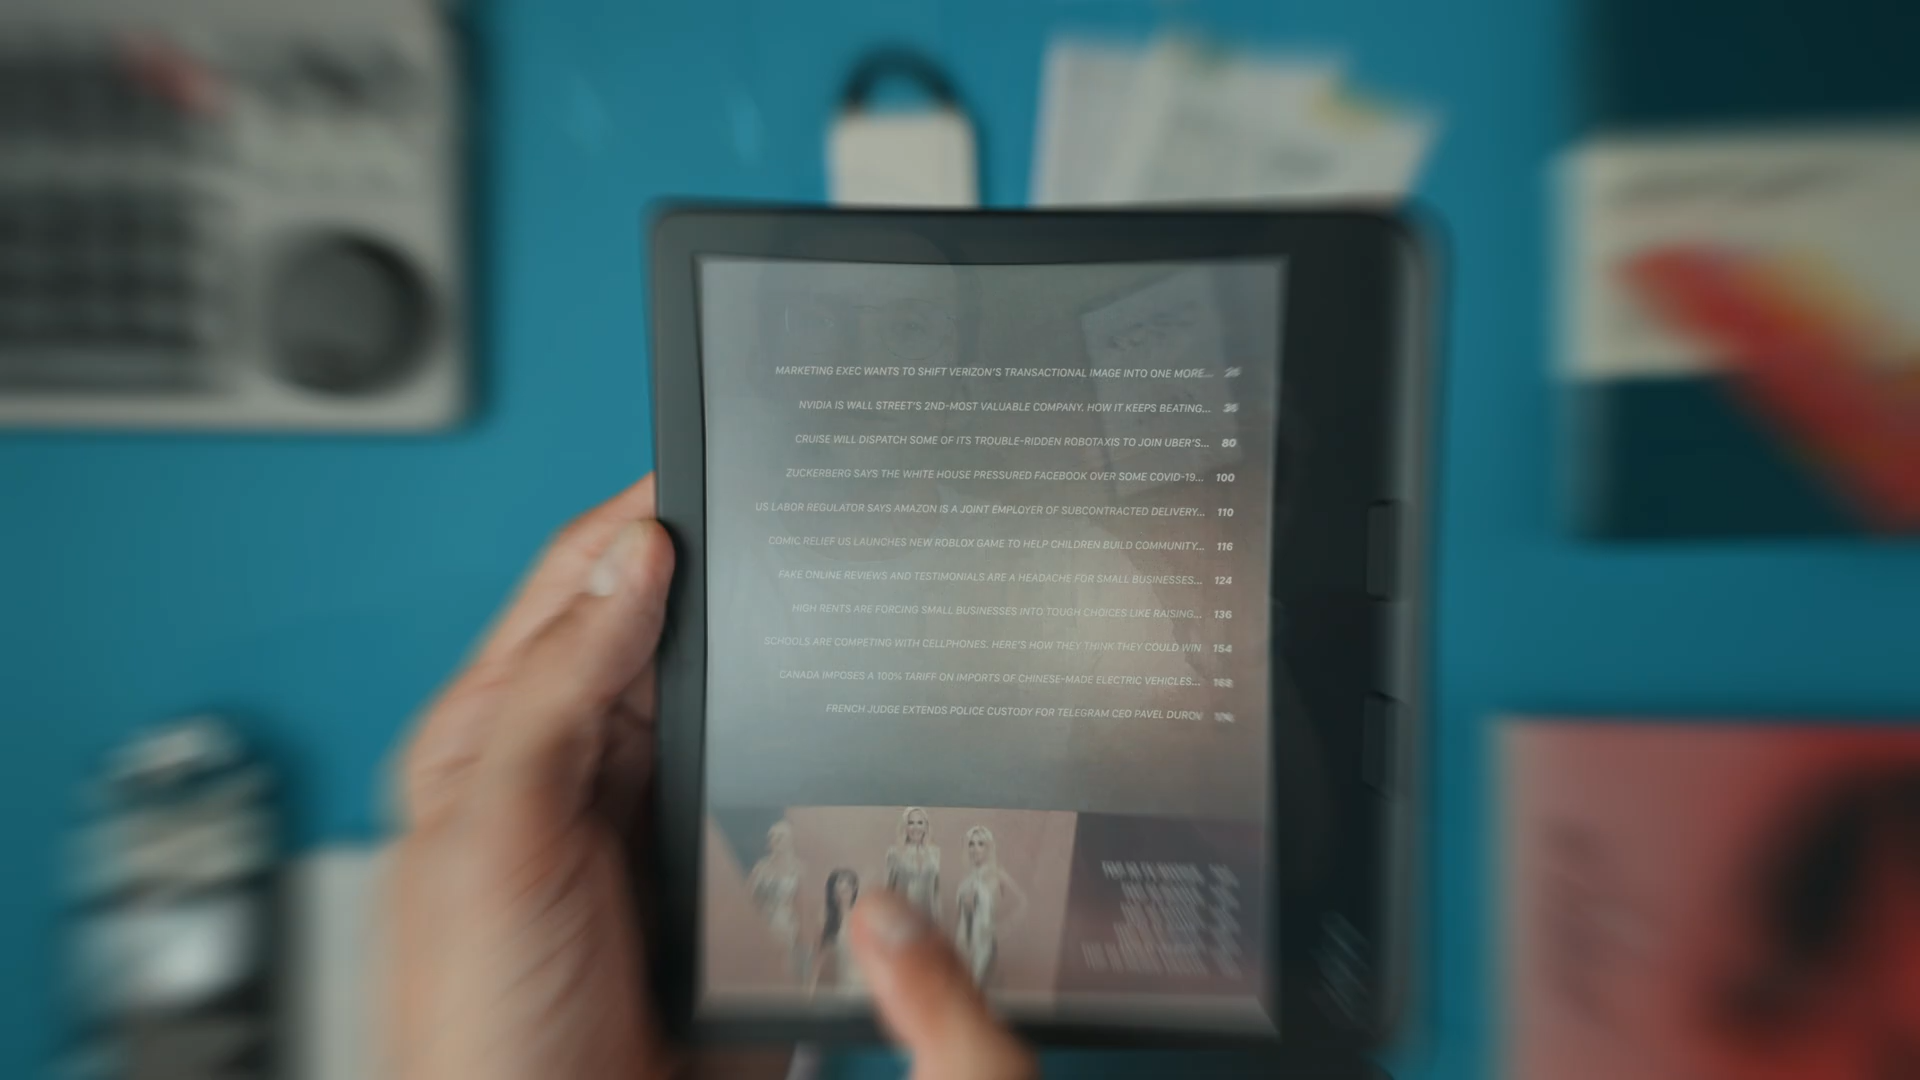 MARKETING EXEC WANTS TO SHIFT VERIZON'S TRANSACTIONAL IMAGE INTO ONE MORE...
NVIDIA IS WALL STREET'S 2ND-MOST VALUABLE COMPANY. HOW IT KEEPS BEATING... 36
CRUISE WILL DISPATCH SOME OF ITS TROUBLE-RIDDEN ROBOTAXIS TO JOIN UBER'S... 80
ZUCKERBERG SAYS THE WHITE HOUSE PRESSURED FACEBOOK OVER SOME COVID-19... 100
US LABOR REGULATOR SAYS AMAZON IS A JOINT EMPLOYER OF SUBCONTRACTED DELIVERY... 110
COMIC RELIEF US LAUNCHES NEW ROBLOX GAME TO HELP CHILDREN BUILD COMMUNITY... 116
FAKE ONLINE REVIEWS AND TESTIMONIALS ARE A HEADACHE FOR SMALL BUSINESSES... 124
HIGH RENTS ARE FORCING SMALL BUSINESSES INTO TOUGH CHOICES LIKE RAISING... 136
SCHOOLS ARE COMPETING WITH CELLPHONES. HERE'S HOW THEY THINK THEY COULD WIN 154
CANADA IMPOSES A 100% TARIFF ON IMPORTS OF CHINESE-MADE ELECTRIC VEHICLES... 168
FRENCH JUDGE EXTENDS POLICE CUSTODY FOR TELEGRAM CEO PAVEL DUROV